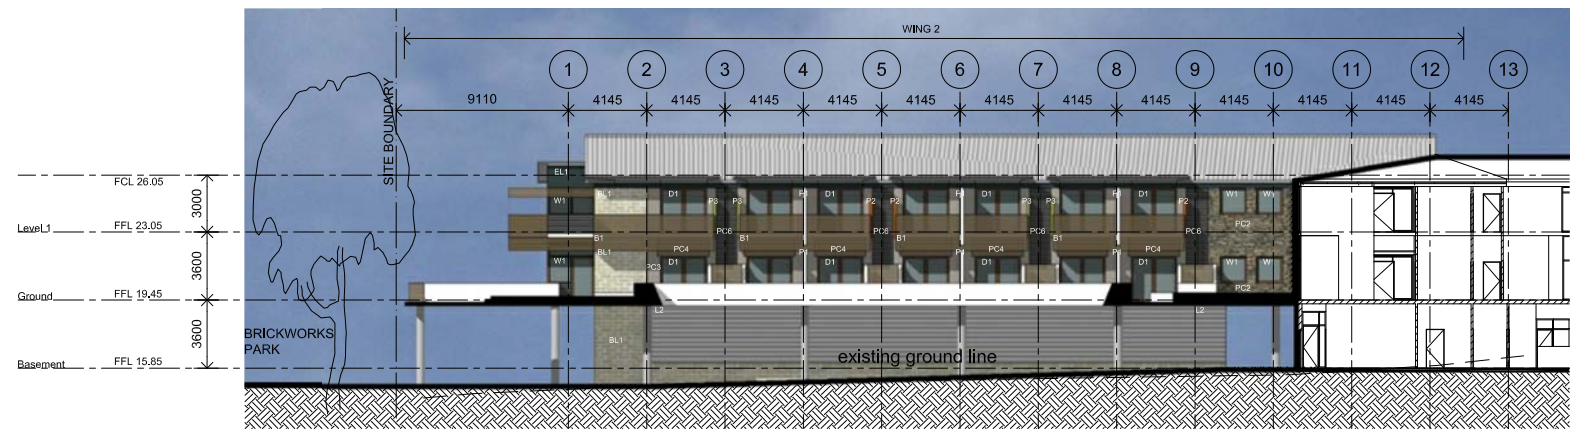 WING 2
1 2 3 4 5 6 7 8 9 10 11 12 13
9110 4145 4145 4145 4145 4145 4145 4145 4145 4145 4145 4145 4145
SITE BOUNDARY
EL1
FCL 26.05
30000
W1 BL1 D1 P3 P3 D1 P2 P2 D1 P3 P3 D1 P2 W1 W1
Level.1 FFL 23.05
PC6 PC6 PC6 PC6 PC2
B1 B1 B1 B1
BL1 PC4 PC4 PC4 PC4
3600
W1 PC3 D1 D1 D1 D1 W1 W1
PC2
Ground FFL 19.45
L2 L2
3600
BRICKWORKS
PARK
BL1
existing ground line
Basement FFL 15.85